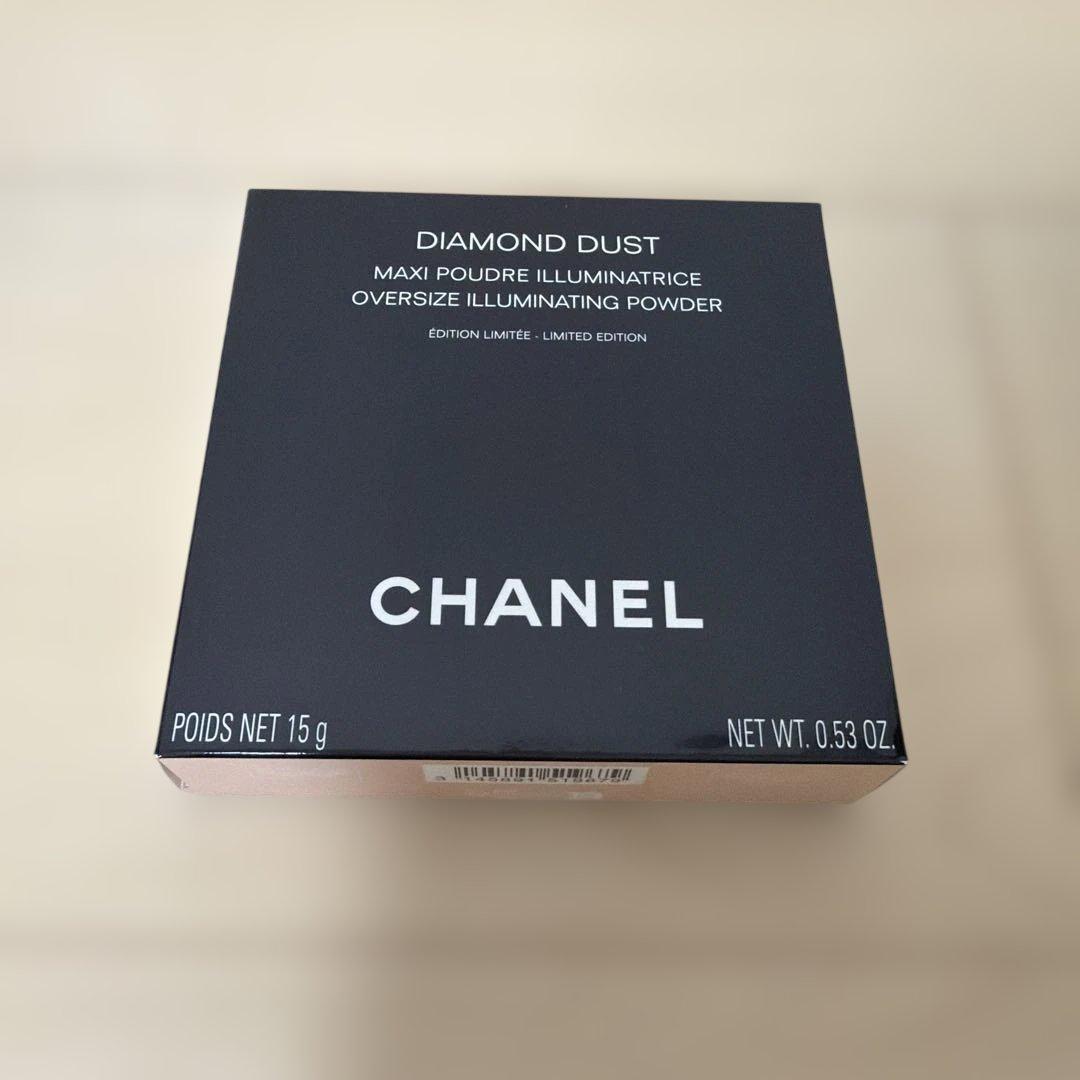 DIAMOND DUST
MAXI POUDRE ILLUMINATRICE
OVERSIZE ILLUMINATING POWDER
ÉDITION LIMITÉE - LIMITED EDITION
CHANEL
POIDS NET 15 g
NET WT. 0.53 OZ.